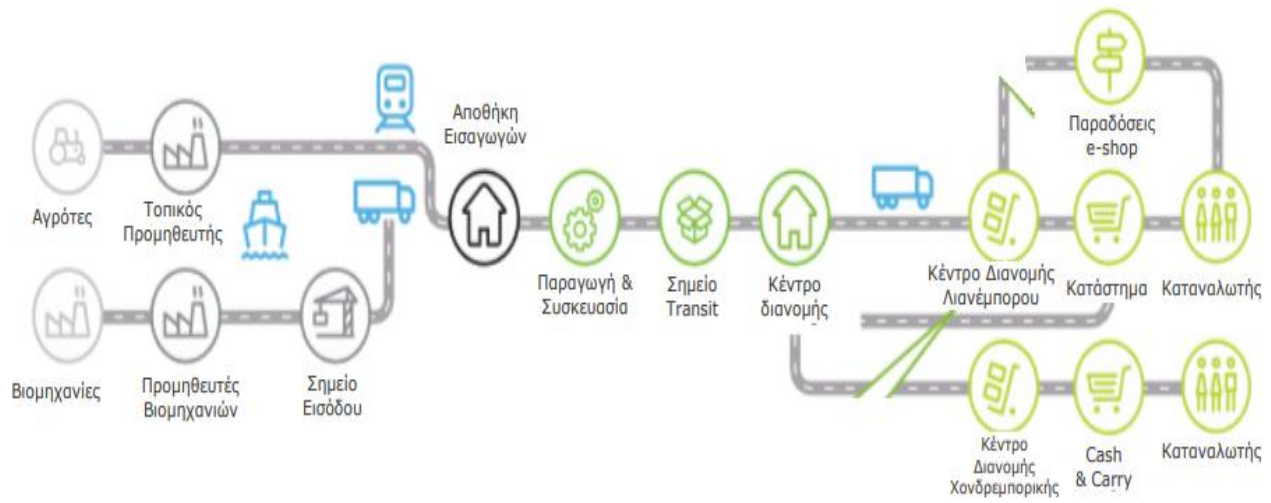 Αποθήκη
Εισαγωγών
Παραδόσεις
e-shop
Αγρότες
Τοπικός
Προμηθευτής
Παραγωγή &
Συσκευασία
Σημείο
Transit
Κέντρο
διανομής
Κέντρο Διανομής
Λιανέμπορου
Κατάστημα
Καταναλωτής
Βιομηχανίες
Προμηθευτές
Βιομηχανιών
Σημείο
Εισόδου
Κέντρο
Διανομής
Χονδρεμπορικής
Cash
& Carry
Καταναλωτής